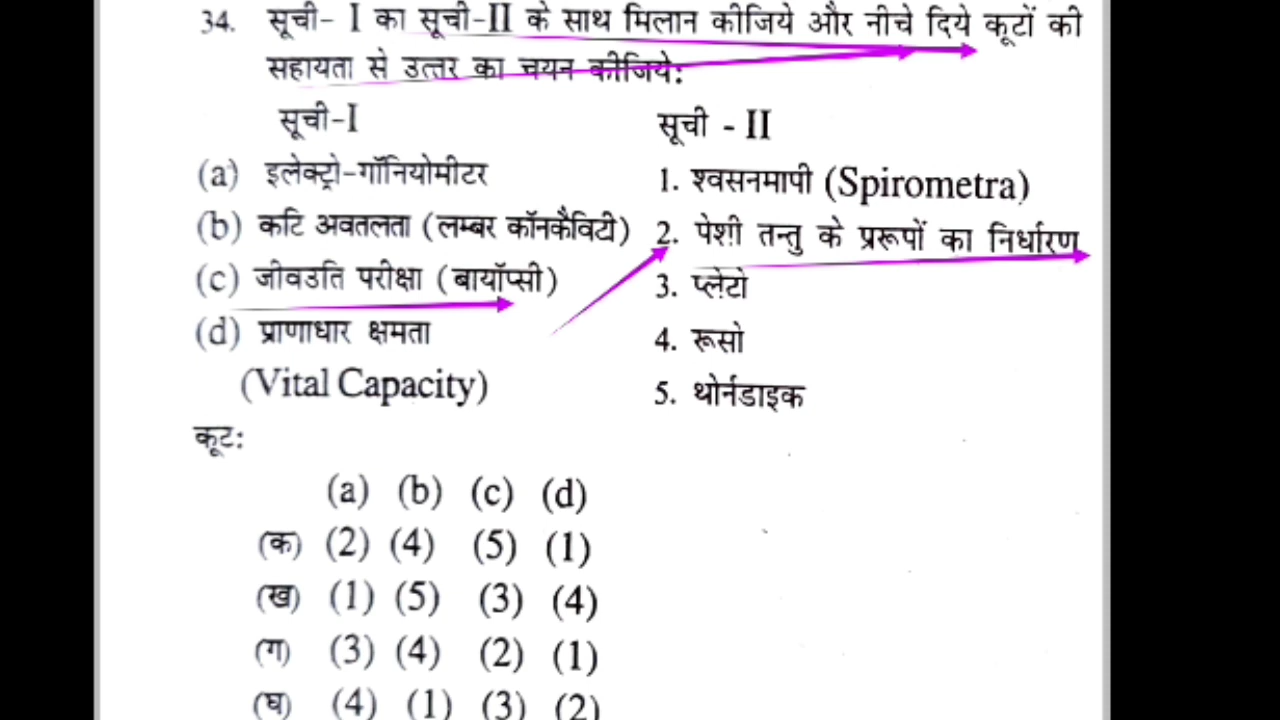 34. सूची- I का सूची-II के साथ मिलान कीजिये और नीचे दिये कूटों की
सहायता से उत्तर का चयन कीजिये:
सूची-I सूची - II
(a) इलेक्ट्रो-गॉनियोमीटर 1. श्वसनमापी (Spirometra)
(b) कटि अवतलता (लम्बर कॉनकैविटी) 2. पेशी तन्तु के प्ररूपों का निर्धारण
(c) जीवउति परीक्षा (बायॉप्सी) 3. प्लेटो
(d) प्राणाधार क्षमता 4. रूसो
(Vital Capacity) 5. थोर्नडाइक
कूट:
(a) (b) (c) (d)
(क) (2) (4) (5) (1)
(ख) (1) (5) (3) (4)
(ग) (3) (4) (2) (1)
(घ) (4) (1) (3) (2)